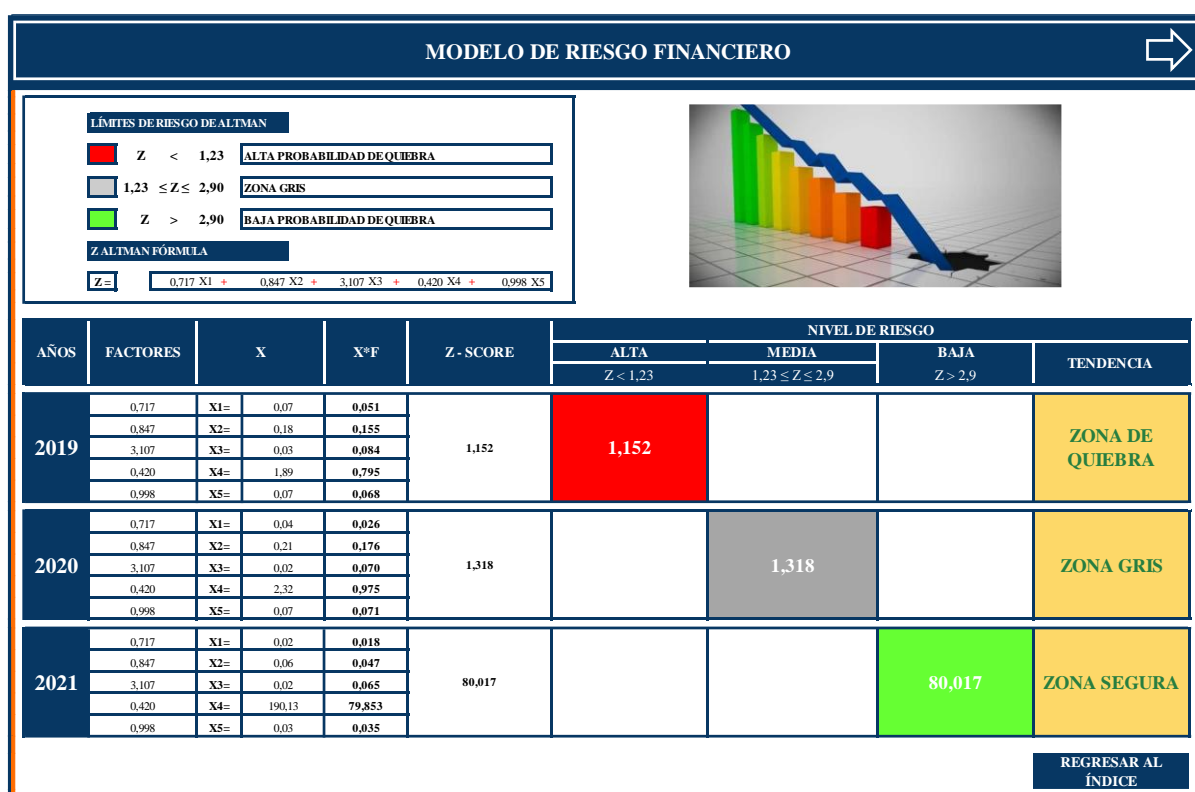 MODELO DE RIESGO FINANCIERO
LÍMITES DE RIESGO DE ALTMAN
Z < 1,23 ALTA PROBABILIDAD DE QUIEBRA
1,23 ≤ Z ≤ 2,90 ZONA GRIS
Z > 2,90 BAJA PROBABILIDAD DE QUIEBRA
Z ALTMAN FÓRMULA
Z = 0,717 X1 + 0,847 X2 + 3,107 X3 + 0,420 X4 + 0,998 X5
NIVEL DE RIESGO
AÑOS FACTORES X X*F Z - SCORE ALTA MEDIA BAJA TENDENCIA
Z < 1,23 1,23 ≤ Z ≤ 2,9 Z > 2,9
0,717 X1= 0,07 0,051
0,847 X2= 0,18 0,155
2019 3,107 X3= 0,03 0,084 1,152 1,152 ZONA DE
QUIEBRA
0,420 X4= 1,89 0,795
0,998 X5= 0,07 0,068
0,717 X1= 0,04 0,026
0,847 X2= 0,21 0,176
2020 3,107 X3= 0,02 0,070 1,318 1,318 ZONA GRIS
0,420 X4= 2,32 0,975
0,998 X5= 0,07 0,071
0,717 X1= 0,02 0,018
0,847 X2= 0,06 0,047
2021 3,107 X3= 0,02 0,065 80,017 80,017 ZONA SEGURA
0,420 X4= 190,13 79,853
0,998 X5= 0,03 0,035
REGRESAR AL
ÍNDICE